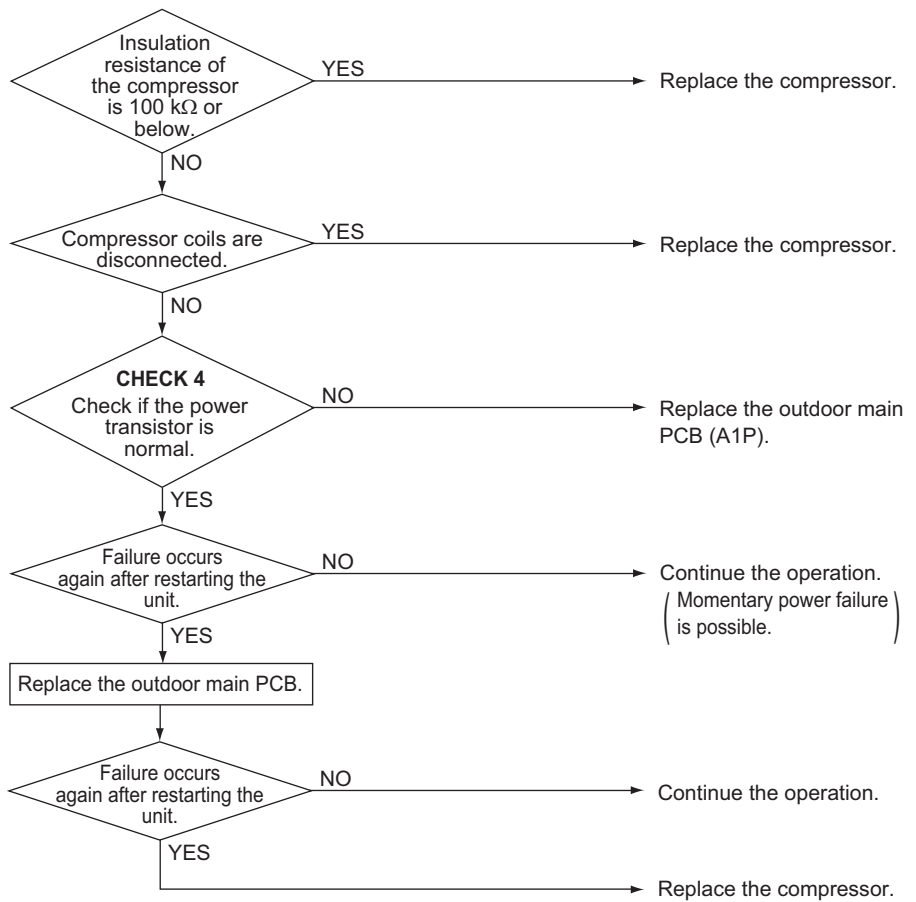 Insulation
resistance of
the compressor
is 100 kΩ or
below.
YES
Replace the compressor.
NO
Compressor coils are
disconnected.
YES
Replace the compressor.
NO
CHECK 4
Check if the power
transistor is
normal.
NO
Replace the outdoor main
PCB (A1P).
YES
Failure occurs
again after restarting the
unit.
NO
Continue the operation.
( Momentary power failure
is possible. )
YES
Replace the outdoor main PCB.
Failure occurs
again after restarting the
unit.
NO
Continue the operation.
YES
Replace the compressor.